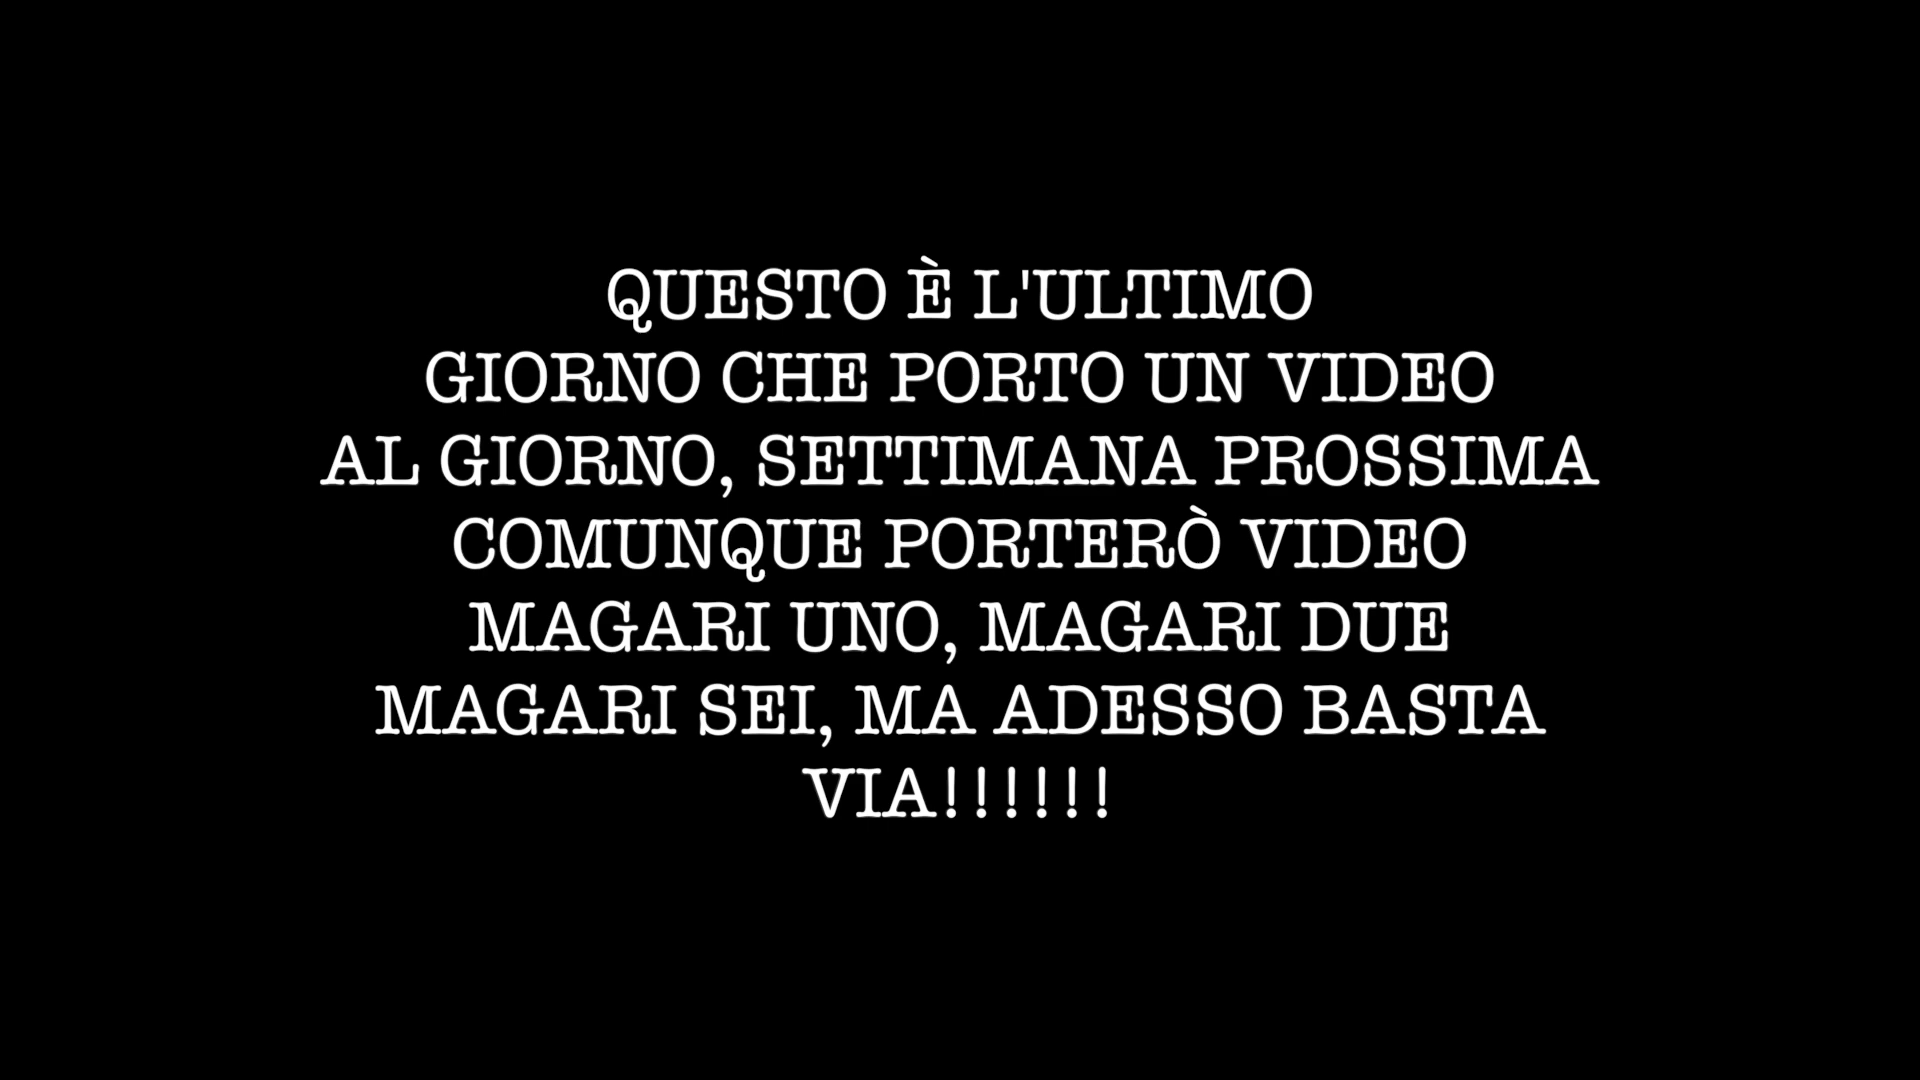 QUESTO È L'ULTIMO
GIORNO CHE PORTO UN VIDEO
AL GIORNO, SETTIMANA PROSSIMA
COMUNQUE PORTERÒ VIDEO
MAGARI UNO, MAGARI DUE
MAGARI SEI, MA ADESSO BASTA
VIA!!!!!!